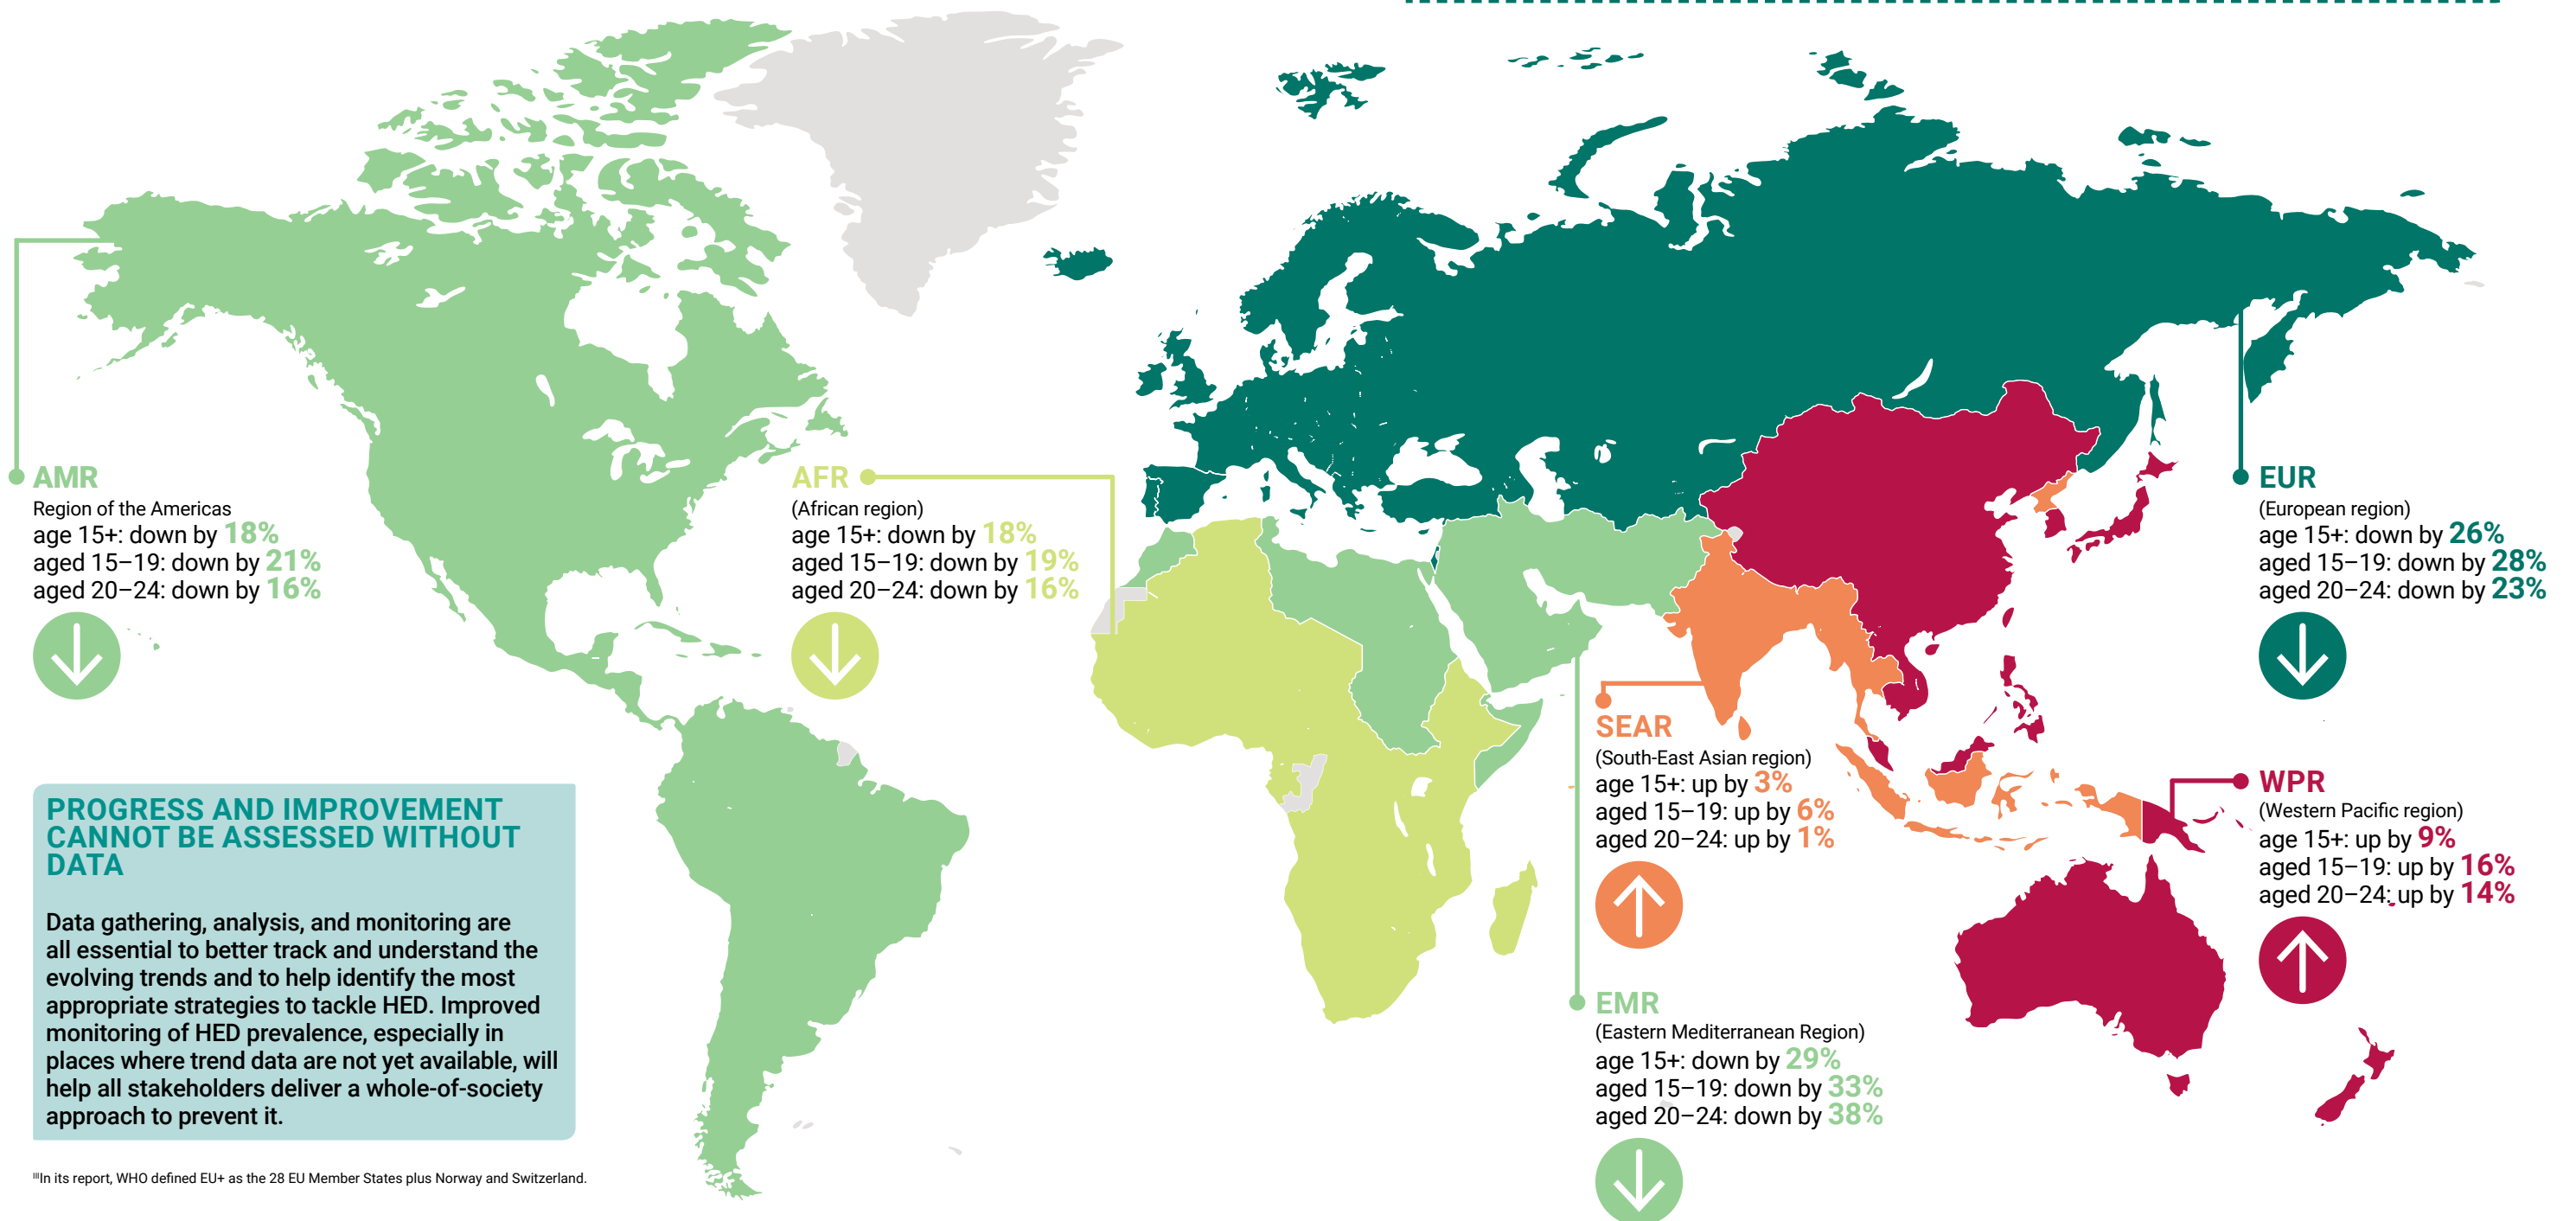 AMR
Region of the Americas
age 15+: down by 18%
aged 15–19: down by 21%
aged 20–24: down by 16%
AFR
(African region)
age 15+: down by 18%
aged 15–19: down by 19%
aged 20–24: down by 16%
EUR
(European region)
age 15+: down by 26%
aged 15–19: down by 28%
aged 20–24: down by 23%
SEAR
(South-East Asian region)
age 15+: up by 3%
aged 15–19: up by 6%
aged 20–24: up by 1%
WPR
(Western Pacific region)
age 15+: up by 9%
aged 15–19: up by 16%
aged 20–24: up by 14%
EMR
(Eastern Mediterranean Region)
age 15+: down by 29%
aged 15–19: down by 33%
aged 20–24: down by 38%
PROGRESS AND IMPROVEMENT
CANNOT BE ASSESSED WITHOUT
DATA
Data gathering, analysis, and monitoring are
all essential to better track and understand the
evolving trends and to help identify the most
appropriate strategies to tackle HED. Improved
monitoring of HED prevalence, especially in
places where trend data are not yet available, will
help all stakeholders deliver a whole-of-society
approach to prevent it.
iiiIn its report, WHO defined EU+ as the 28 EU Member States plus Norway and Switzerland.